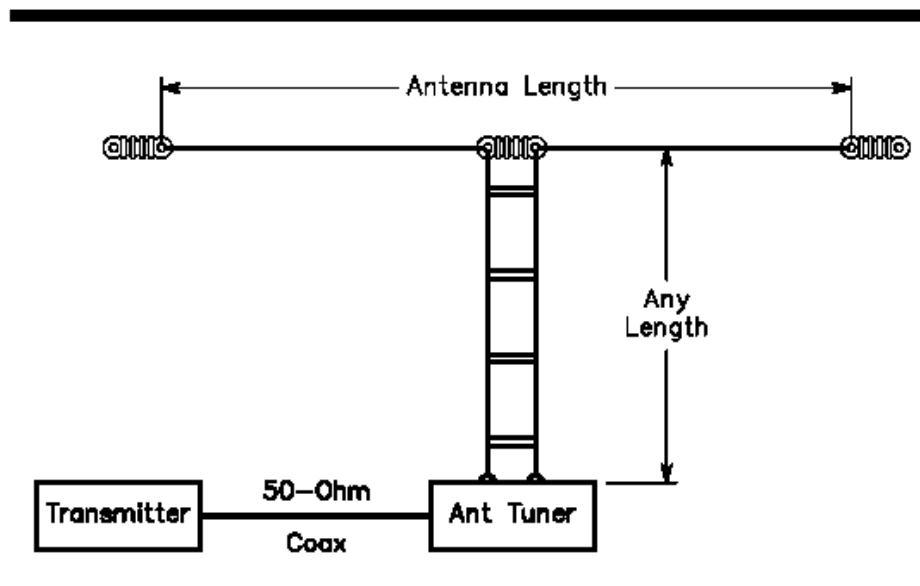 Antenna Length
Any
Length
50-Ohm
Transmitter
Ant Tuner
Coax